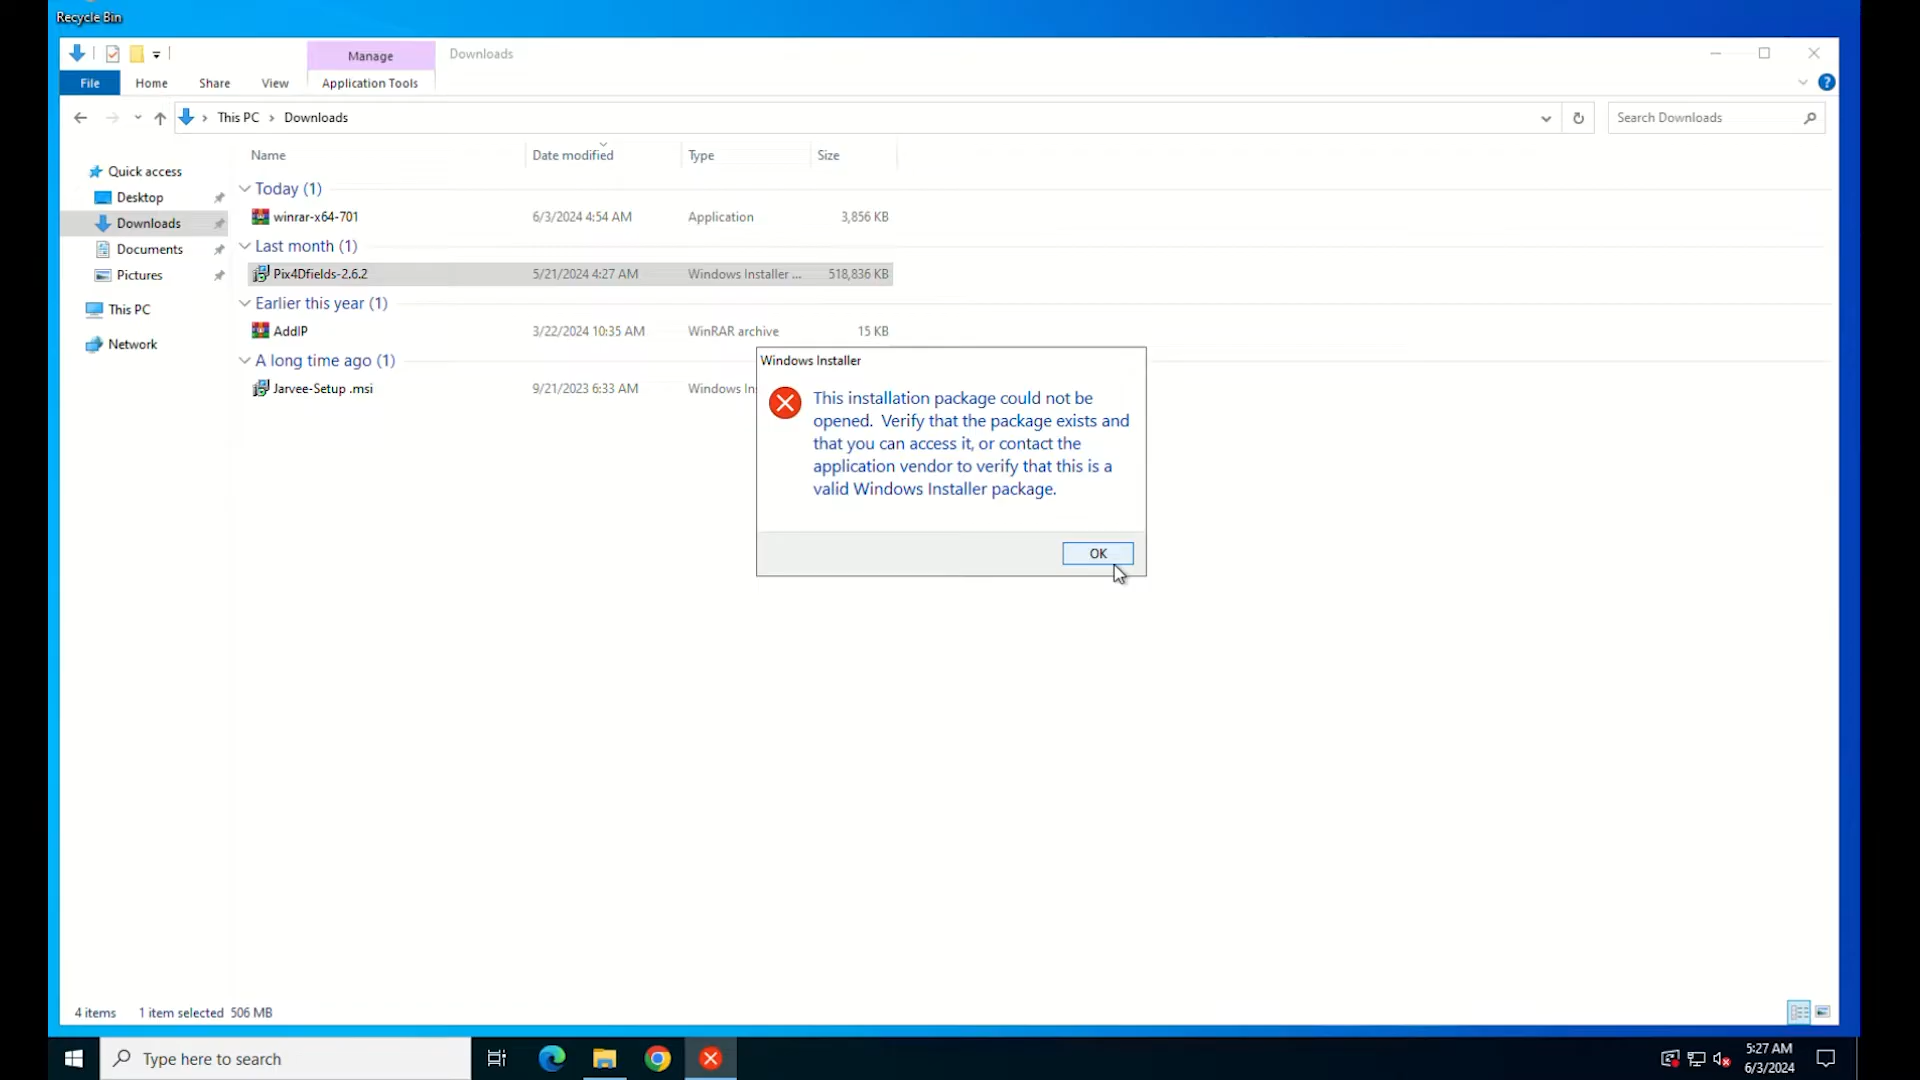 Recycle Bin
Manage
Downloads
File
Home
Share
View
Application Tools
This PC > Downloads
Search Downloads
Name
Date modified
Type
Size
Quick access
Desktop
Downloads
Documents
Pictures
This PC
Network
Today (1)
winrar-x64-701 6/3/2024 4:54 AM Application 3,856 KB
Last month (1)
Pix4Dfields-2.6.2 5/21/2024 4:27 AM Windows Installer ... 518,836 KB
Earlier this year (1)
AddIP 3/22/2024 10:35 AM WinRAR archive 15 KB
A long time ago (1)
Jarvee-Setup .msi 9/21/2023 6:33 AM Windows In
Windows Installer
This installation package could not be
opened. Verify that the package exists and
that you can access it, or contact the
application vendor to verify that this is a
valid Windows Installer package.
OK
4 items 1 item selected 506 MB
Type here to search
5:27 AM
6/3/2024